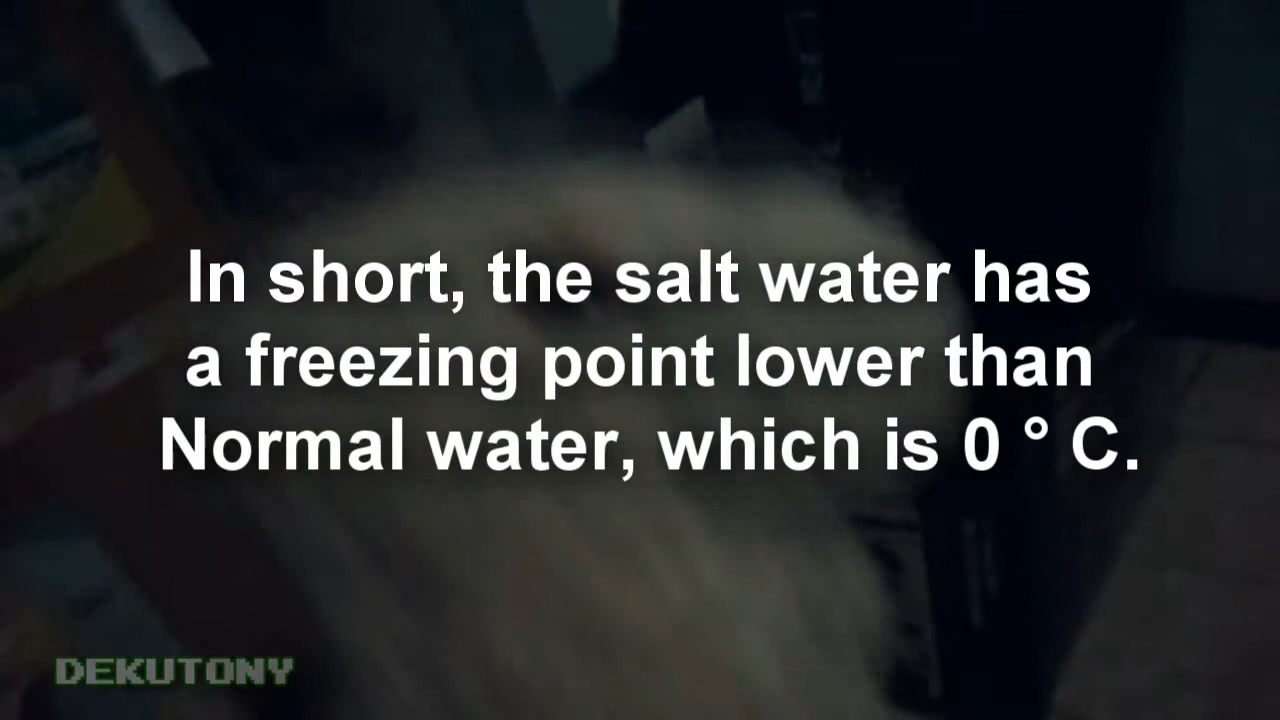 In short, the salt water has
a freezing point lower than
Normal water, which is 0 ° C.
DEKUTONY